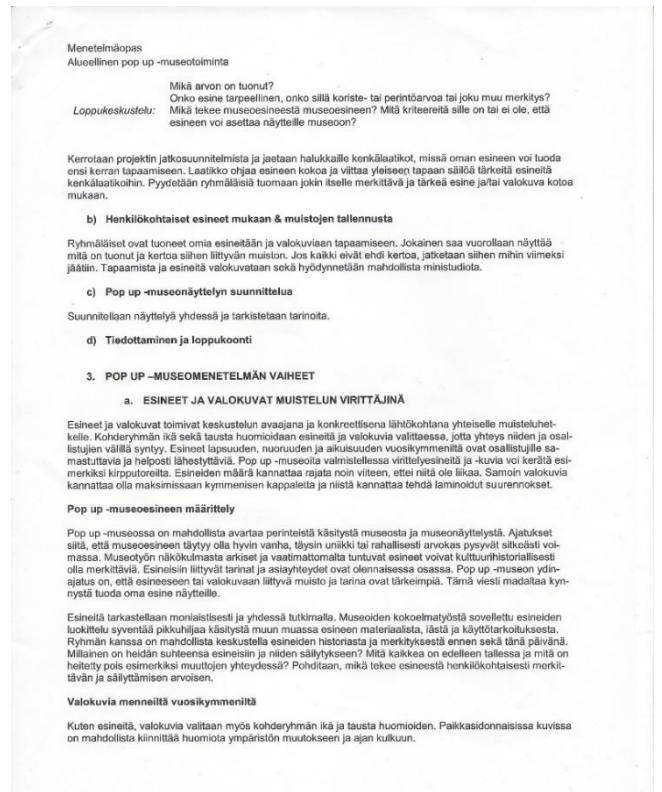 Menetelmäopas
Alueellinen pop up -museotoiminta
Mikä arvon on tuonut?
Onko esine tarpeellinen, onko sillä koriste- tai perintöarvoa tai joku muu merkitys?
Loppukeskustelu: Mikä tekee museoesineestä museoesineen? Mitä kriteereitä sille on tai ei ole, että
esineen voi asettaa näytteille museoon?
Kerrotaan projektin jatkosuunnitelmista ja jaetaan halukkaille kenkälaatikot, missä oman esineen voi tuoda
ensi kerran tapaamiseen. Laatikko ohjaa esineen kokoa ja viittaa yleiseen tapaan säilöä tärkeitä esineitä
kenkälaatikoihin. Pyydetään ryhmäläisiä tuomaan jokin itselle merkittävä ja tärkeä esine ja/tai valokuva kotoa
mukaan.
b) Henkilökohtaiset esineet mukaan & muistojen tallennusta
Ryhmäläiset ovat tuoneet omia esineitään ja valokuviaan tapaamiseen. Jokainen saa vuorollaan näyttää
mitä on tuonut ja kertoa siihen liittyvän muiston. Jos kaikki eivät ehdi kertoa, jatketaan siihen mihin viimeksi
jäätiin. Tapaamista ja esineitä valokuvataan sekä hyödynnetään mahdollista ministudiota.
c) Pop up -museonäyttelyn suunnittelua
Suunnitellaan näyttelyä yhdessä ja tarkistetaan tarinoita.
d) Tiedottaminen ja loppukoonti
3. POP UP –MUSEOMENETELMÄN VAIHEET
a. ESINEET JA VALOKUVAT MUISTELUN VIRITTÄJINÄ
Esineet ja valokuvat toimivat keskustelun avaajana ja konkreettisena lähtökohtana yhteiselle muisteluhet-
kelle. Kohderyhmän ikä sekä tausta huomioidaan esineitä ja valokuvia valittaessa, jotta yhteys niiden ja osal-
listujien välillä syntyy. Esineet lapsuuden, nuoruuden ja aikuisuuden vuosikymmeniltä ovat osallistujille sa-
mastuttavia ja helposti lähestyttäviä. Pop up -museoita valmistellessa virittelyesineitä ja -kuvia voi kerätä esi-
merkiksi kirpputoreilta. Esineiden määrä kannattaa rajata noin viiteen, ettei niitä ole liikaa. Samoin valokuvia
kannattaa olla maksimissaan kymmenisen kappaletta ja niistä kannattaa tehdä laminoidut suurennokset.
Pop up -museoesineen määrittely
Pop up -museossa on mahdollista avartaa perinteistä käsitystä museosta ja museonäyttelystä. Ajatukset
siitä, että museoesineen täytyy olla hyvin vanha, täysin uniikki tai rahallisesti arvokas pysyvät sitkeästi voi-
massa. Museotyön näkökulmasta arkiset ja vaatimattomalta tuntuvat esineet voivat kulttuurihistoriallisesti
olla merkittäviä. Esineisiin liittyvät tarinat ja asiayhteydet ovat olennaisessa osassa. Pop up -museon ydin-
ajatus on, että esineeseen tai valokuvaan liittyvä muisto ja tarina ovat tärkeimpiä. Tämä viesti madaltaa kyn-
nystä tuoda oma esine näytteille.
Esineitä tarkastellaan moniaistisesti ja yhdessä tutkimalla. Museoiden kokoelmatyöstä sovellettu esineiden
luokittelu syventää pikkuhiljaa käsitystä muun muassa esineen materiaalista, iästä ja käyttötarkoituksesta.
Ryhmän kanssa on mahdollista keskustella esineiden historiasta ja merkityksestä ennen sekä tänä päivänä.
Millainen on heidän suhteensa esineisiin ja niiden säilytykseen? Mitä kaikkea on edelleen tallessa ja mitä on
heitetty pois esimerkiksi muuttojen yhteydessä? Pohditaan, mikä tekee esineestä henkilökohtaisesti merkit-
tävän ja säilyttämisen arvoisen.
Valokuvia menneiltä vuosikymmeniltä
Kuten esineitä, valokuvia valitaan myös kohderyhmän ikä ja tausta huomioiden. Paikkasidonnaisissa kuvissa
on mahdollista kiinnittää huomiota ympäristön muutokseen ja ajan kulkuun.